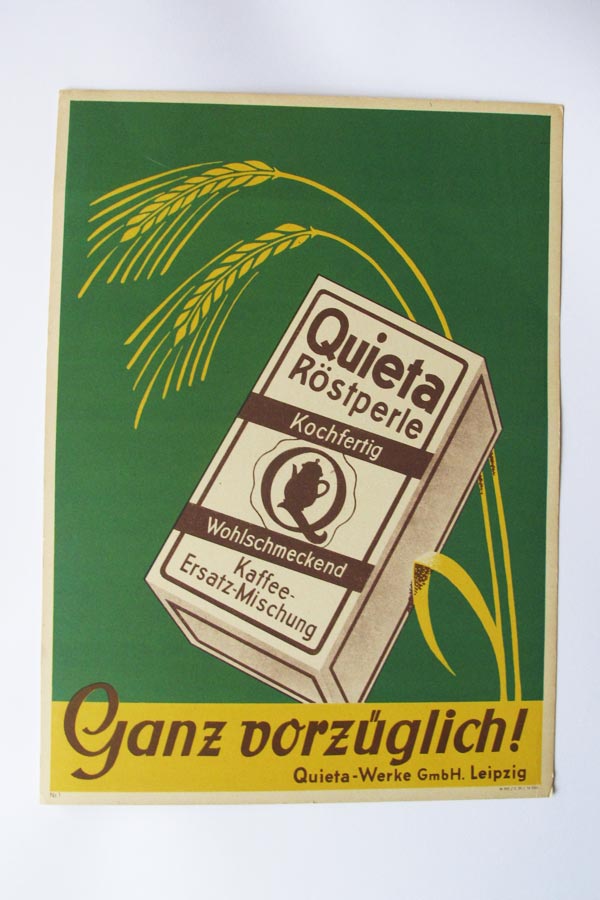 Quieta
Röstperle
Kochfertig
Q
Wohlschmeckend
Kaffee-
Ersatz-Mischung
Ganz vorzüglich!
Quieta-Werke GmbH. Leipzig